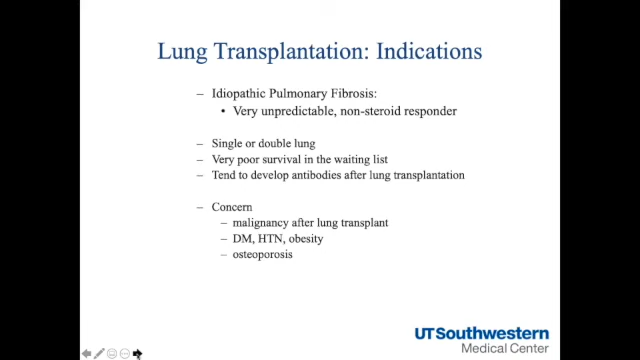 Lung Transplantation: Indications
– Idiopathic Pulmonary Fibrosis:
• Very unpredictable, non-steroid responder
– Single or double lung
– Very poor survival in the waiting list
– Tend to develop antibodies after lung transplantation
– Concern
– malignancy after lung transplant
– DM, HTN, obesity
– osteoporosis
UTSouthwestern
Medical Center